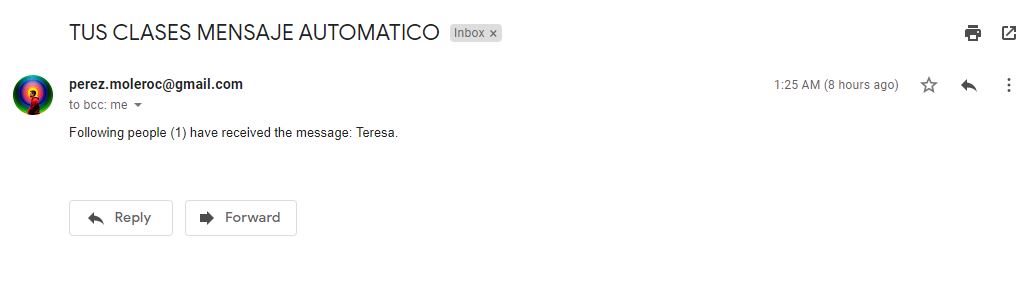 TUS CLASES MENSAJE AUTOMATICO Inbox ×
perez.moleroc@gmail.com 1:25 AM (8 hours ago)
to bcc: me
Following people (1) have received the message: Teresa.
Reply Forward